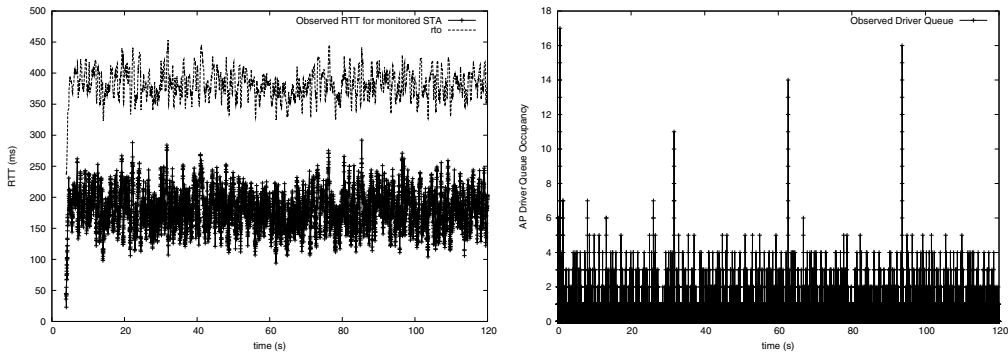 Observed RTT for monitored STA
rto
RTT (ms)
500
450
400
350
300
250
200
150
100
50
0
0 20 40 60 80 100 120
time (s)
Observed Driver Queue
AP Driver Queue Occupancy
18
16
14
12
10
8
6
4
2
0
0 20 40 60 80 100 120
time (s)